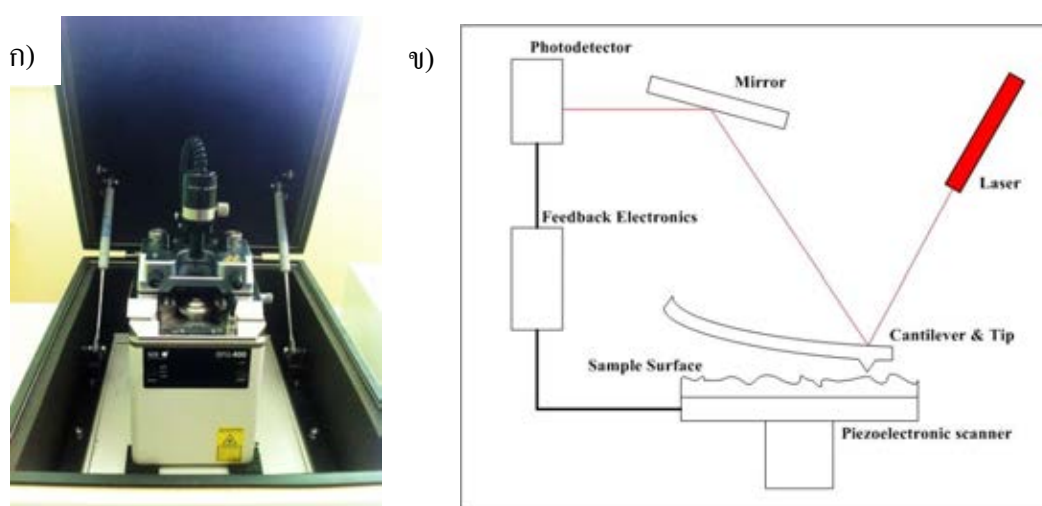 ก)
ข)
Photodetector
Mirror
Laser
Feedback Electronics
Cantilever & Tip
Sample Surface
Piezoelectronic scanner